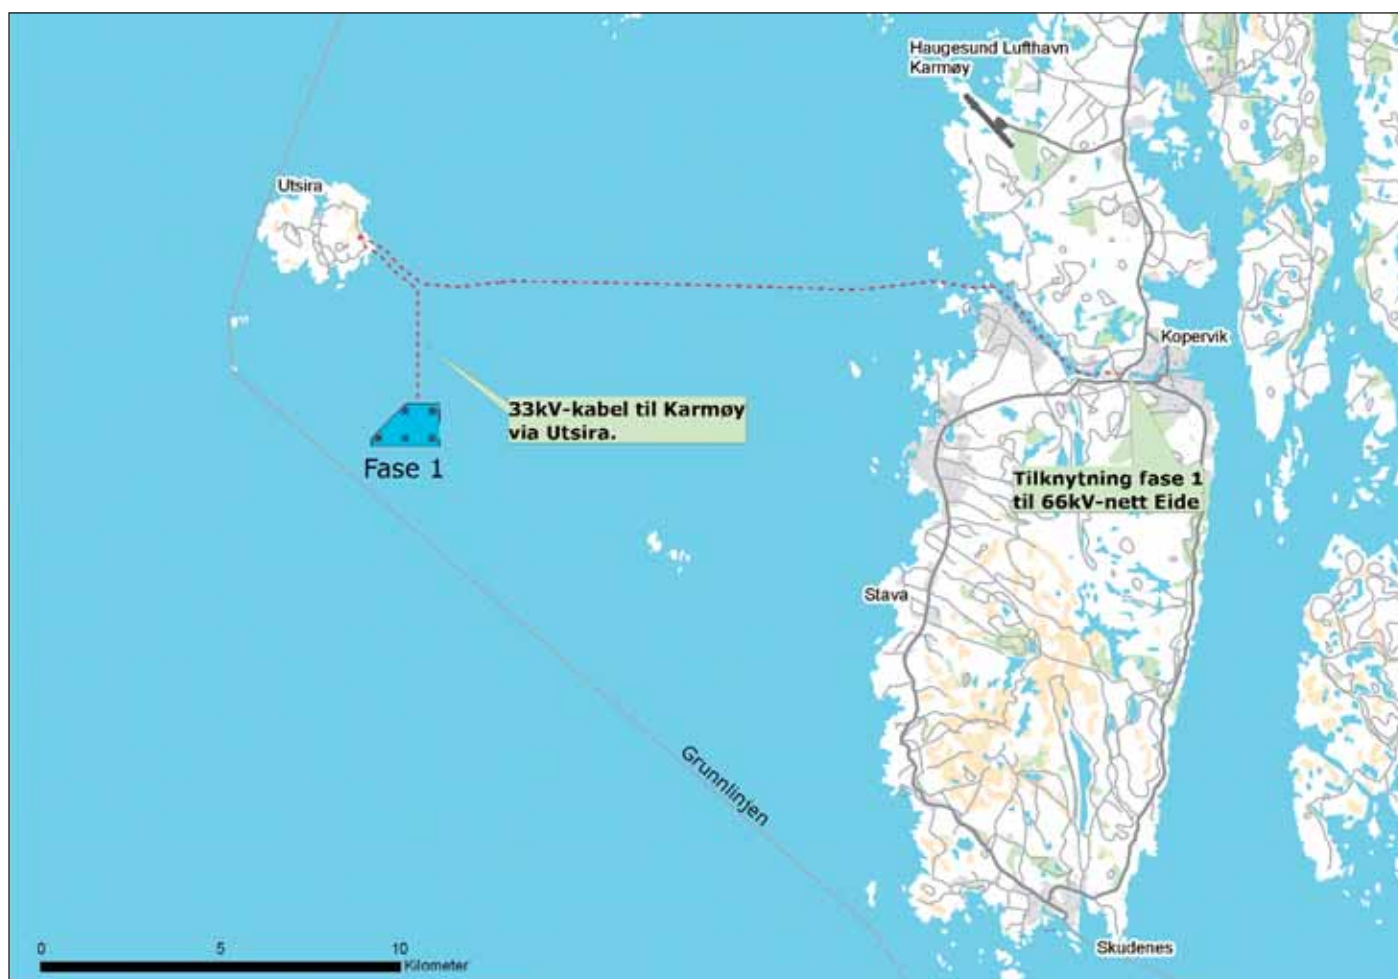 Haugesund Lufthavn
Karmøy
Utsira
Kopervik
33kV-kabel til Karmøy
via Utsira.
Fase 1
Tilknytning fase 1
til 66kV-nett Eide
Stava
Grunnlinjen
Skudenes
0 5 10
Kilometer